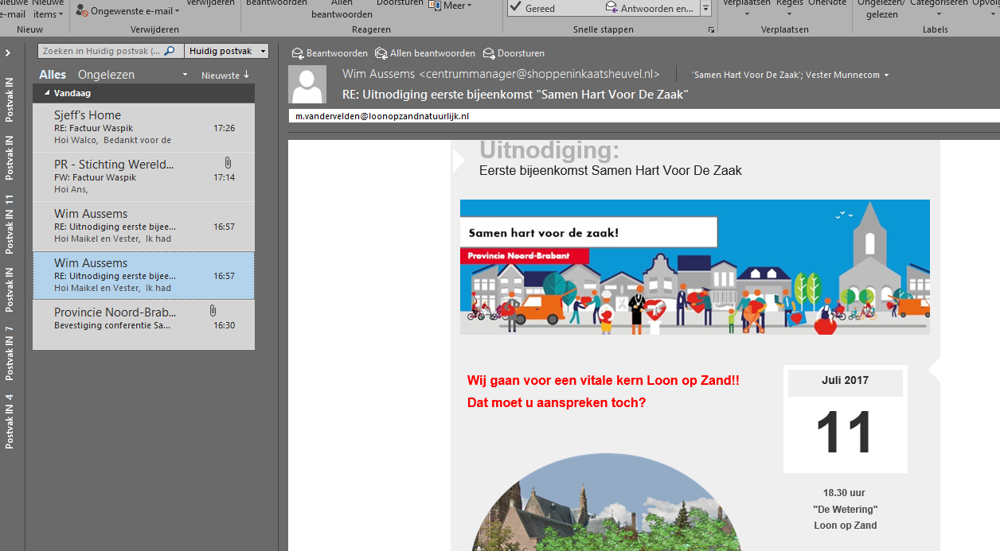 Nieuwe Nieuwe
e-mail items
Ongewenste e-mail
Verwijderen
Beantwoorden
Allen
beantwoorden
Doorsturen
Meer
Gereed
Antwoorden en...
Verplaatsen
Regels
OneNote
Ongelezen/
gelezen
Categoriseren
Nieuw
Verwijderen
Reageren
Snelle stappen
Verplaatsen
Labels
Postvak IN
Postvak IN
Postvak IN 11
Postvak IN
Postvak IN 7
Postvak IN 4
Zoeken in Huidig postvak (...
Huidig postvak
Alles Ongelezen
Nieuwste
Vandaag
Sjeff's Home
RE: Factuur Waspik 17:26
Hoi Walco, Bedankt voor de
PR - Stichting Wereld...
FW: Factuur Waspik 17:14
Hoi Ans,
Wim Aussems
RE: Uitnodiging eerste bijee... 16:57
Hoi Maikel en Vester, Ik had
Wim Aussems
RE: Uitnodiging eerste bijee... 16:57
Hoi Maikel en Vester, Ik had
Provincie Noord-Brab...
Bevestiging conferentie Sa... 16:30
Beantwoorden Allen beantwoorden Doorsturen
Wim Aussems <centrummanager@shoppeninkaatsheuvel.nl>
'Samen Hart Voor De Zaak'; Vester Munnecom
RE: Uitnodiging eerste bijeenkomst "Samen Hart Voor De Zaak"
m.vandervelden@loonopzandnatuurlijk.nl
Uitnodiging:
Eerste bijeenkomst Samen Hart Voor De Zaak
Samen hart voor de zaak!
Provincie Noord-Brabant
Wij gaan voor een vitale kern Loon op Zand!!
Dat moet u aanspreken toch?
Juli 2017
11
18.30 uur
"De Wetering"
Loon op Zand